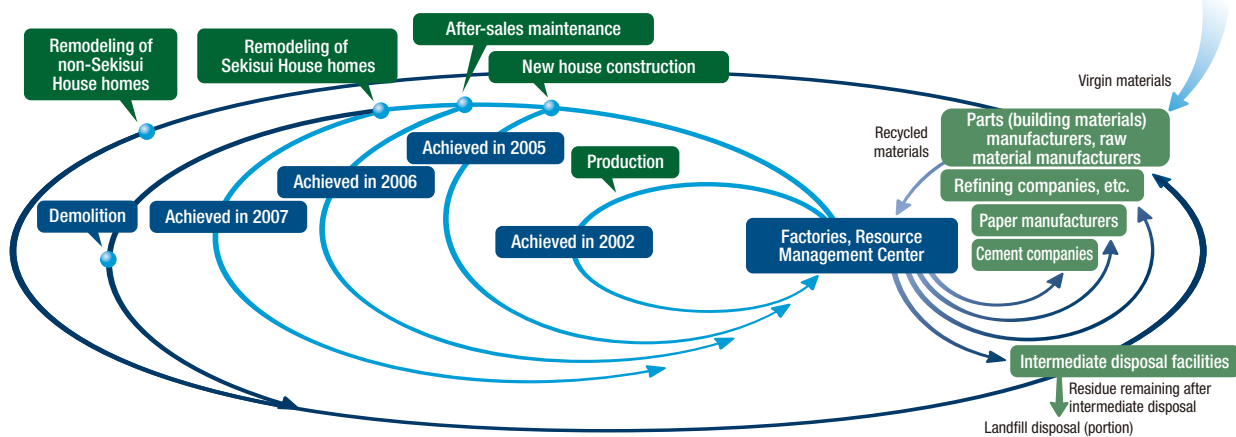 After-sales maintenance
Remodeling of
non-Sekisui
House homes
Remodeling of
Sekisui House homes
New house construction
Virgin materials
Parts (building materials)
manufacturers, raw
material manufacturers
Recycled
materials
Achieved in 2005
Production
Achieved in 2006
Refining companies, etc.
Demolition
Achieved in 2007
Paper manufacturers
Achieved in 2002
Factories, Resource
Management Center
Cement companies
Intermediate disposal facilities
Residue remaining after
intermediate disposal
Landfill disposal (portion)